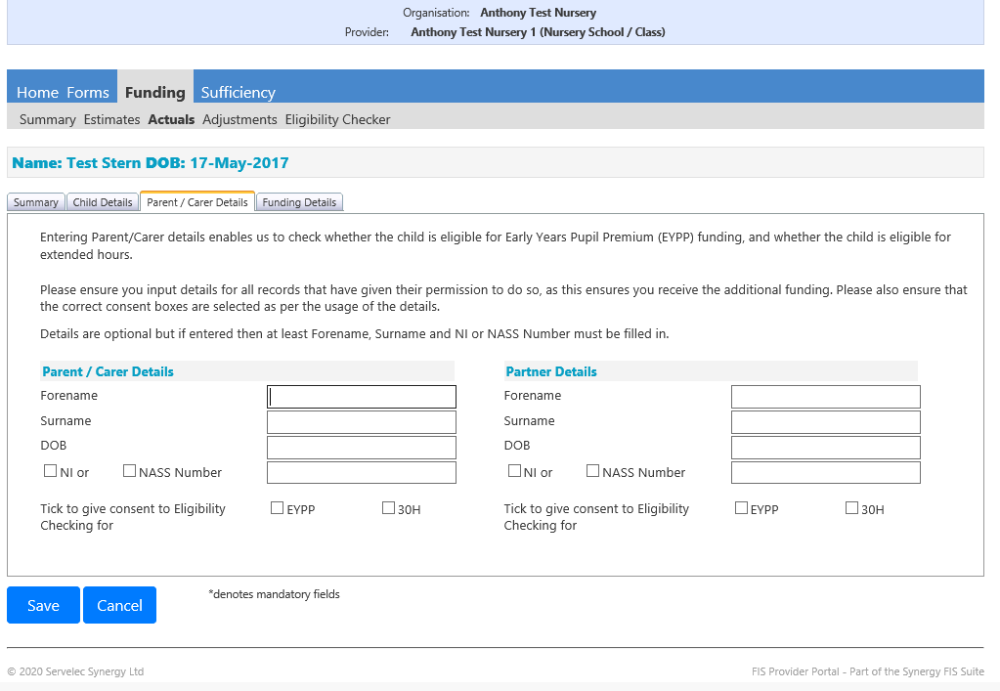 Organisation: Anthony Test Nursery
Provider: Anthony Test Nursery 1 (Nursery School / Class)
Home Forms Funding Sufficiency
Summary Estimates Actuals Adjustments Eligibility Checker
Name: Test Stern DOB: 17-May-2017
Summary Child Details Parent / Carer Details Funding Details
Entering Parent/Carer details enables us to check whether the child is eligible for Early Years Pupil Premium (EYPP) funding, and whether the child is eligible for
extended hours.
Please ensure you input details for all records that have given their permission to do so, as this ensures you receive the additional funding. Please also ensure that
the correct consent boxes are selected as per the usage of the details.
Details are optional but if entered then at least Forename, Surname and NI or NASS Number must be filled in.
Parent / Carer Details
Forename
Surname
DOB
NI or NASS Number
Tick to give consent to Eligibility EYPP 30H
Checking for
Partner Details
Forename
Surname
DOB
NI or NASS Number
Tick to give consent to Eligibility EYPP 30H
Checking for
Save Cancel *denotes mandatory fields
© 2020 Servelec Synergy Ltd FIS Provider Portal - Part of the Synergy FIS Suite